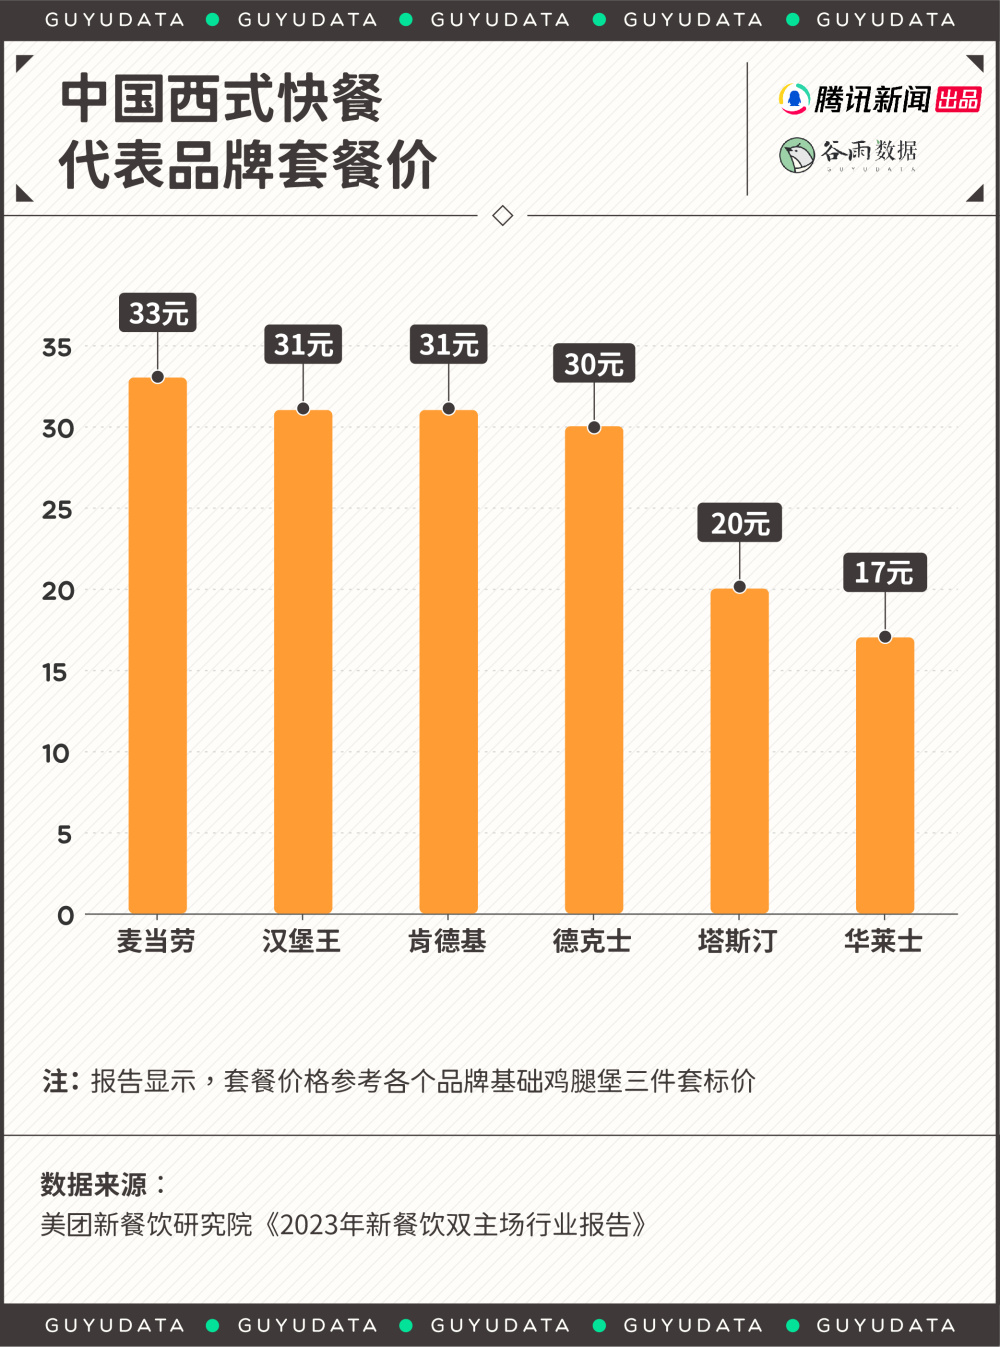 GUYUDATA ● GUYUDATA ● GUYUDATA ● GUYUDATA ● GUYUDATA
中国西式快餐
代表品牌套餐价
腾讯新闻 出品
谷雨数据
GUYUDATA
33元
31元
31元
30元
20元
17元
35
30
25
20
15
10
5
0
麦当劳 汉堡王 肯德基 德克士 塔斯汀 华莱士
注：报告显示，套餐价格参考各个品牌基础鸡腿堡三件套标价
数据来源：
美团新餐饮研究院《2023年新餐饮双主场行业报告》
GUYUDATA ● GUYUDATA ● GUYUDATA ● GUYUDATA ● GUYUDATA